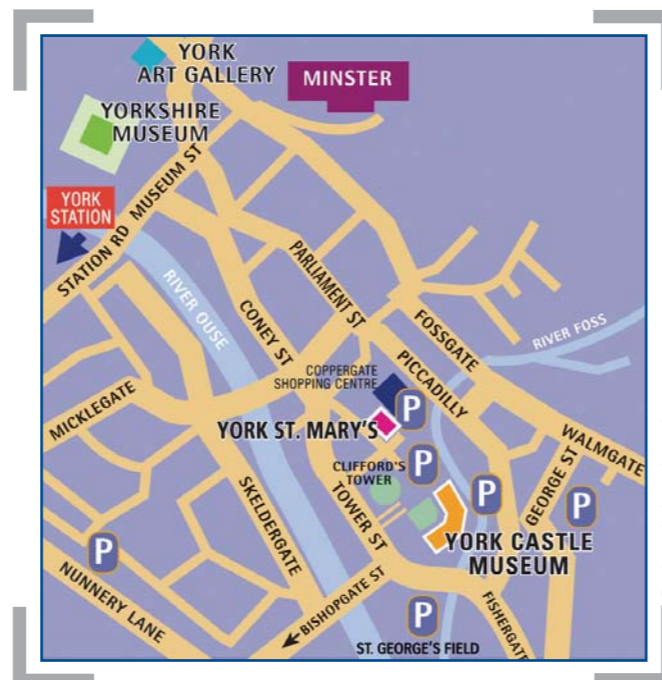 YORK
ART GALLERY
MINSTER
YORKSHIRE
MUSEUM
YORK
STATION
MUSEUM ST
STATION RD
RIVER OUSE
PARLIAMENT ST
CONEY ST
FOSSGATE
RIVER FOSS
COPPERGATE
SHOPPING CENTRE
PICCADILLY
MICKLEGATE
P
YORK ST. MARY'S
WALMGATE
CLIFFORD'S
TOWER
P
GEORGE ST
SKELDERGATE
TOWER ST
P
P
YORK CASTLE
MUSEUM
P
NUNNERY LANE
BISHOPGATE ST
FISHERGATE
P
ST. GEORGE'S FIELD